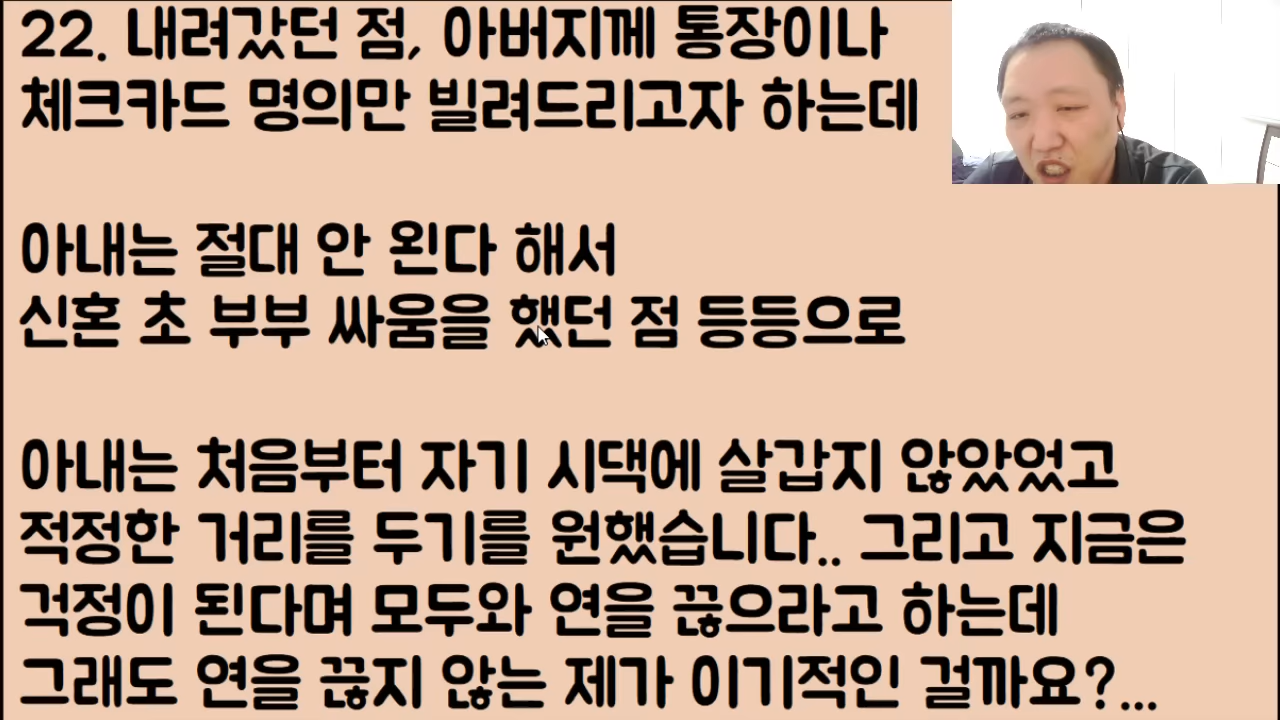 22. 내려갔던 점, 아버지께 통장이나
체크카드 명의만 빌려드리고자 하는데
아내는 절대 안 왼다 해서
신혼 초 부부 싸움을 했던 점 등등으로
아내는 처음부터 자기 시댁에 살갑지 않았었고
적정한 거리를 두기를 원했습니다.. 그리고 지금은
걱정이 된다며 모두와 연을 끊으라고 하는데
그래도 연을 끊지 않는 제가 이기적인 걸까요?...